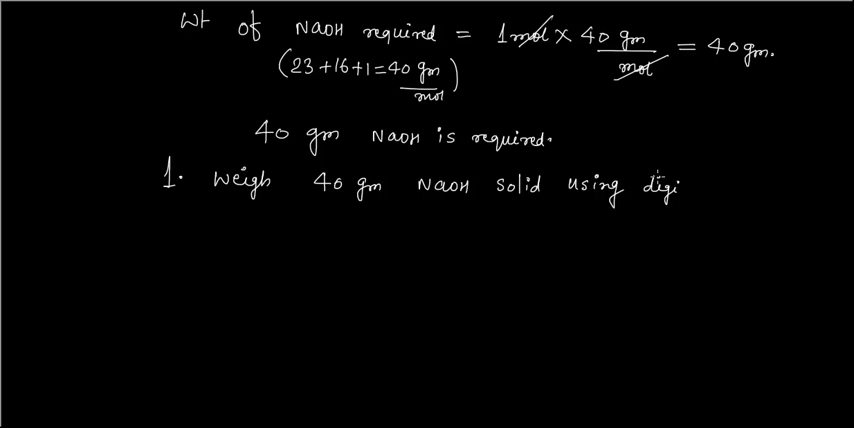 Wt of NaOH required = 1 mol × 40 gm/mol = 40 gm.
(23+16+1=40 gm/mol)
40 gm NaOH is required.
1. Weigh 40 gm NaOH solid using digi